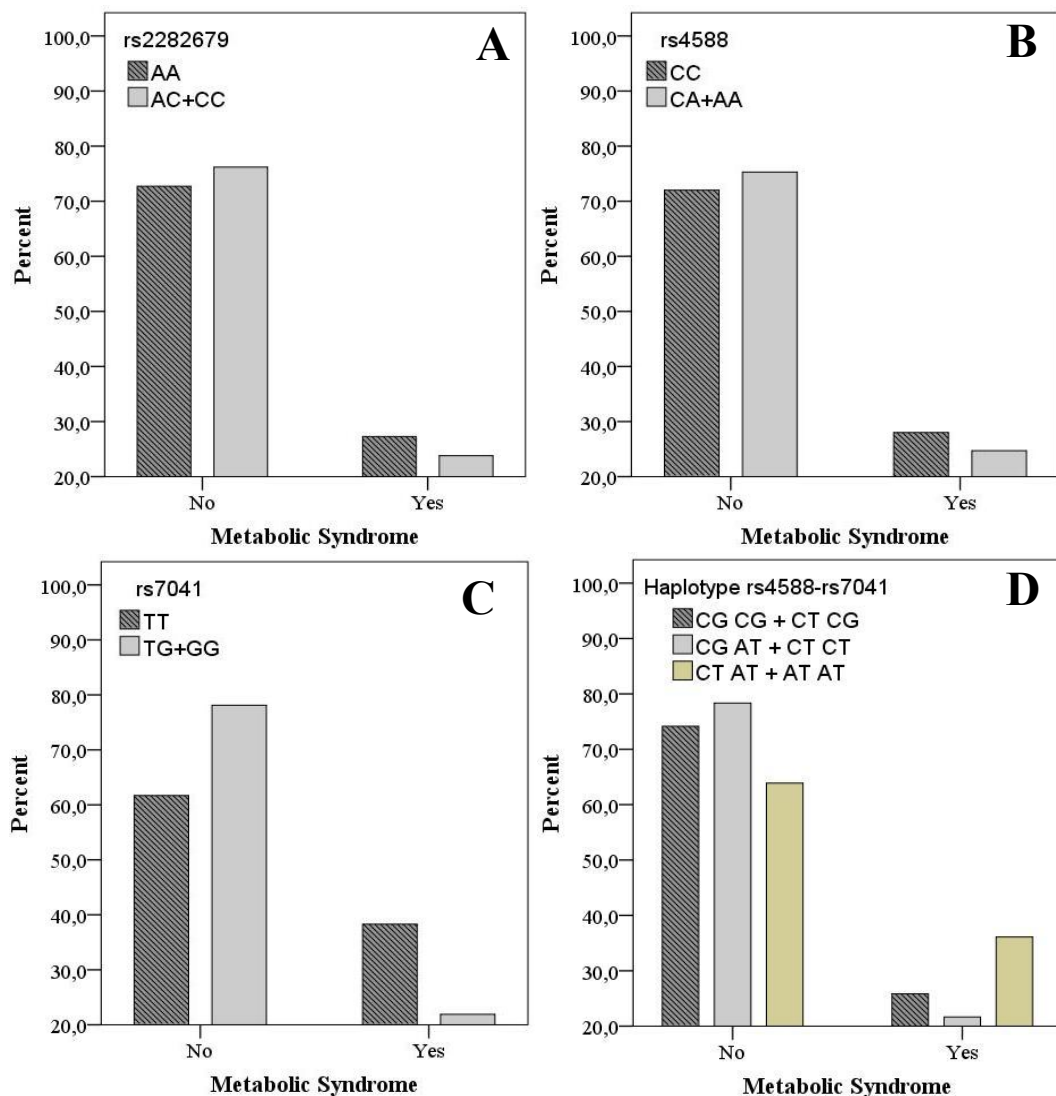 A
rs2282679
AA
AC+CC
100,0
90,0
80,0
70,0
60,0
50,0
40,0
30,0
20,0
Percent
No
Yes
Metabolic Syndrome
B
rs4588
CC
CA+AA
100,0
90,0
80,0
70,0
60,0
50,0
40,0
30,0
20,0
Percent
No
Yes
Metabolic Syndrome
C
rs7041
TT
TG+GG
100,0
90,0
80,0
70,0
60,0
50,0
40,0
30,0
20,0
Percent
No
Yes
Metabolic Syndrome
D
Haplotype rs4588-rs7041
CG CG + CT CG
CG AT + CT CT
CT AT + AT AT
100,0
90,0
80,0
70,0
60,0
50,0
40,0
30,0
20,0
Percent
No
Yes
Metabolic Syndrome